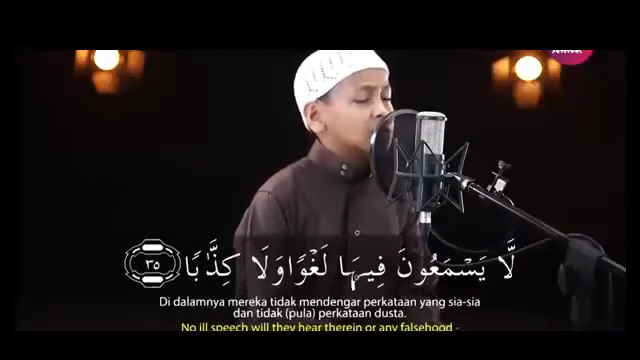 لَّا يَسْمَعُونَ فِيهَا لَغْوًا وَلَا كِذَّٰبًا ٣٥
Di dalamnya mereka tidak mendengar perkataan yang sia-sia
dan tidak (pula) perkataan dusta.
No ill speech will they hear therein or any falsehood -